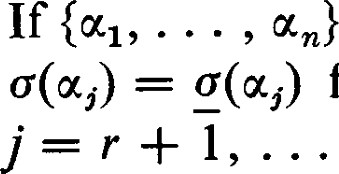 If {α₁, . . . , αₙ}
σ(αⱼ) = σ̲(αⱼ)
j = r + 1, . . .